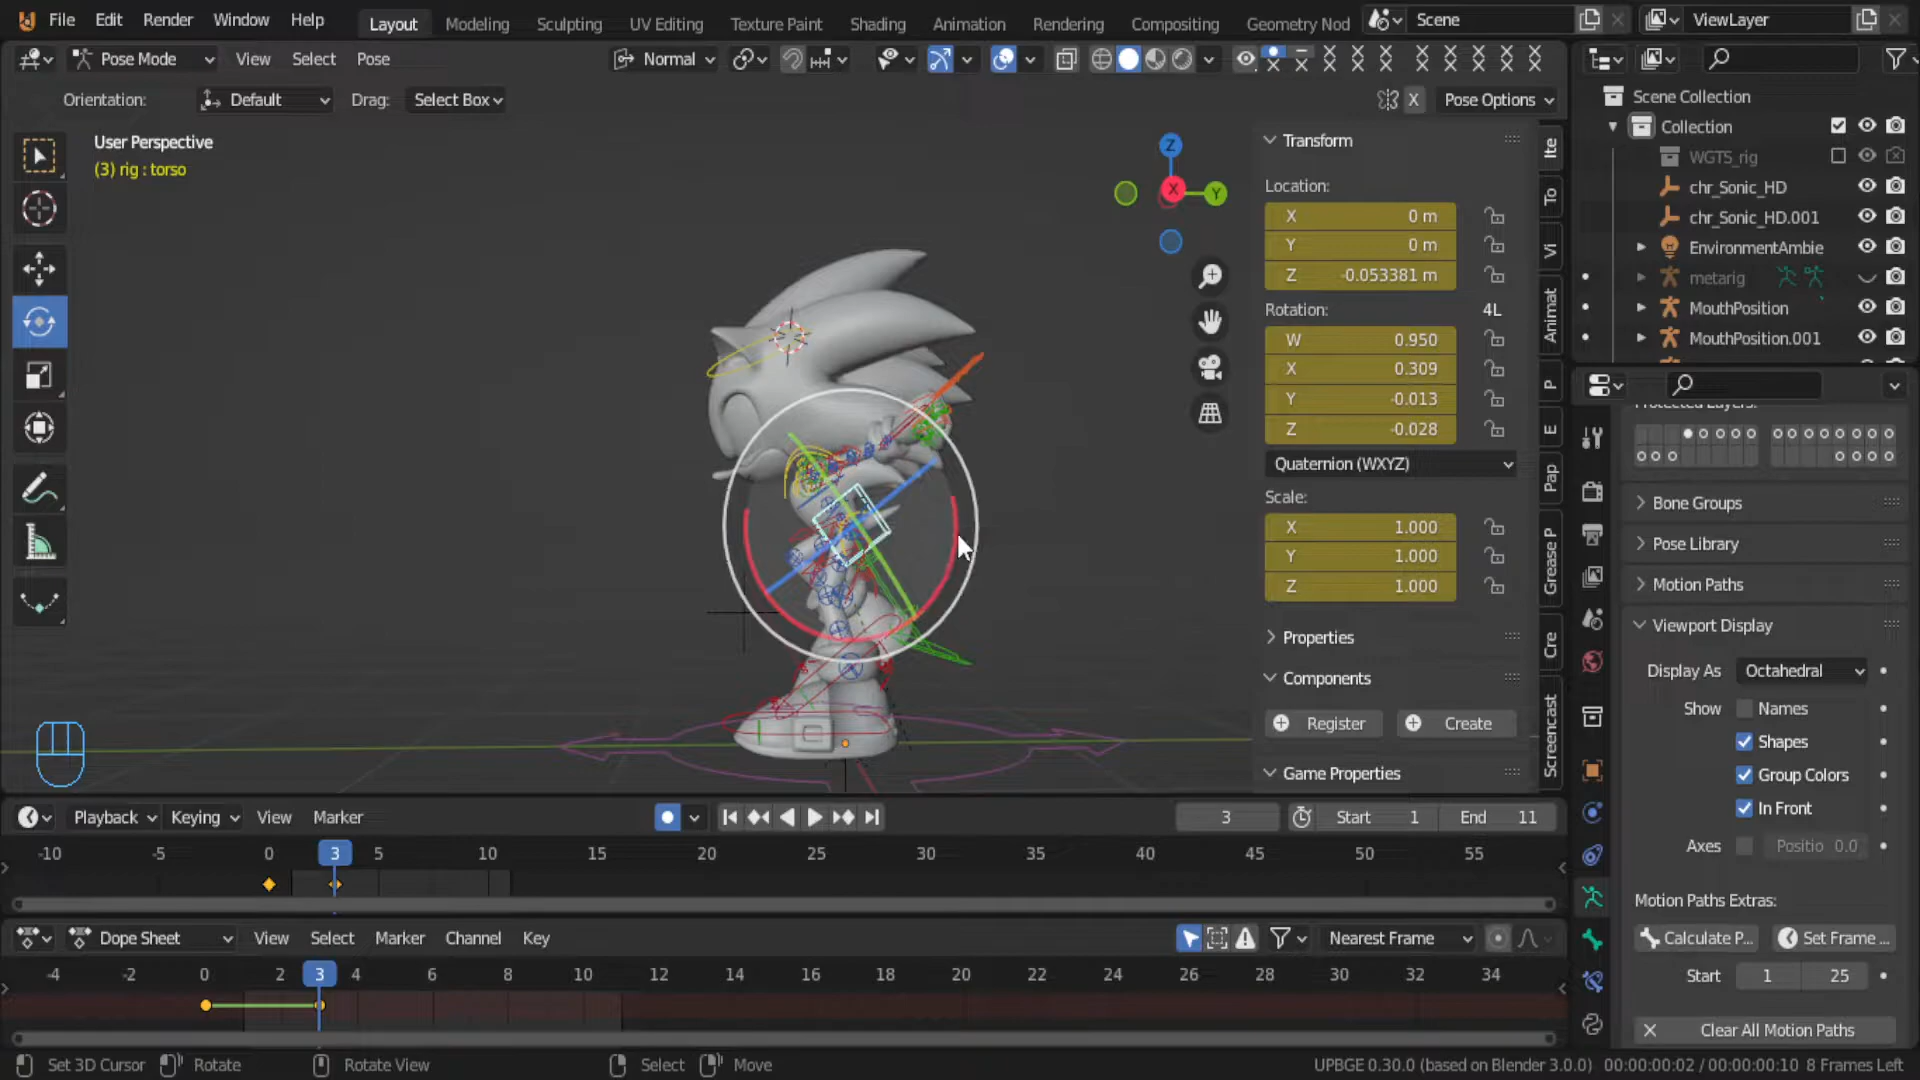 File Edit Render Window Help Layout Modeling Sculpting UV Editing Texture Paint Shading Animation Rendering Compositing Geometry Nod Scene ViewLayer
Pose Mode View Select Pose Normal
Orientation: Default Drag: Select Box X Pose Options
User Perspective
(3) rig : torso
Z
X
Y
Transform
Location:
X 0 m
Y 0 m
Z -0.053381 m
Rotation: 4L
W 0.950
X 0.309
Y -0.013
Z -0.028
Quaternion (WXYZ)
Scale:
X 1.000
Y 1.000
Z 1.000
Properties
Components
Register Create
Game Properties
Ite
To
Vi
Animat
P
E
Pap
Grease P
Cre
Screencast
Scene Collection
Collection
WGTS_rig
chr_Sonic_HD
chr_Sonic_HD.001
EnvironmentAmbie
metarig
MouthPosition
MouthPosition.001
Protected Layers:
Bone Groups
Pose Library
Motion Paths
Viewport Display
Display As Octahedral
Show Names
Shapes
Group Colors
In Front
Axes Positio 0.0
Motion Paths Extras:
Calculate P... Set Frame ...
Start 1 25
Clear All Motion Paths
Playback Keying View Marker 3 Start 1 End 11
-10 -5 0 3 5 10 15 20 25 30 35 40 45 50 55
Dope Sheet View Select Marker Channel Key Nearest Frame
-4 -2 0 2 3 4 6 8 10 12 14 16 18 20 22 24 26 28 30 32 34
Set 3D Cursor Rotate Rotate View Select Move UPBGE 0.30.0 (based on Blender 3.0.0) 00:00:00:02 / 00:00:00:10 8 Frames Left